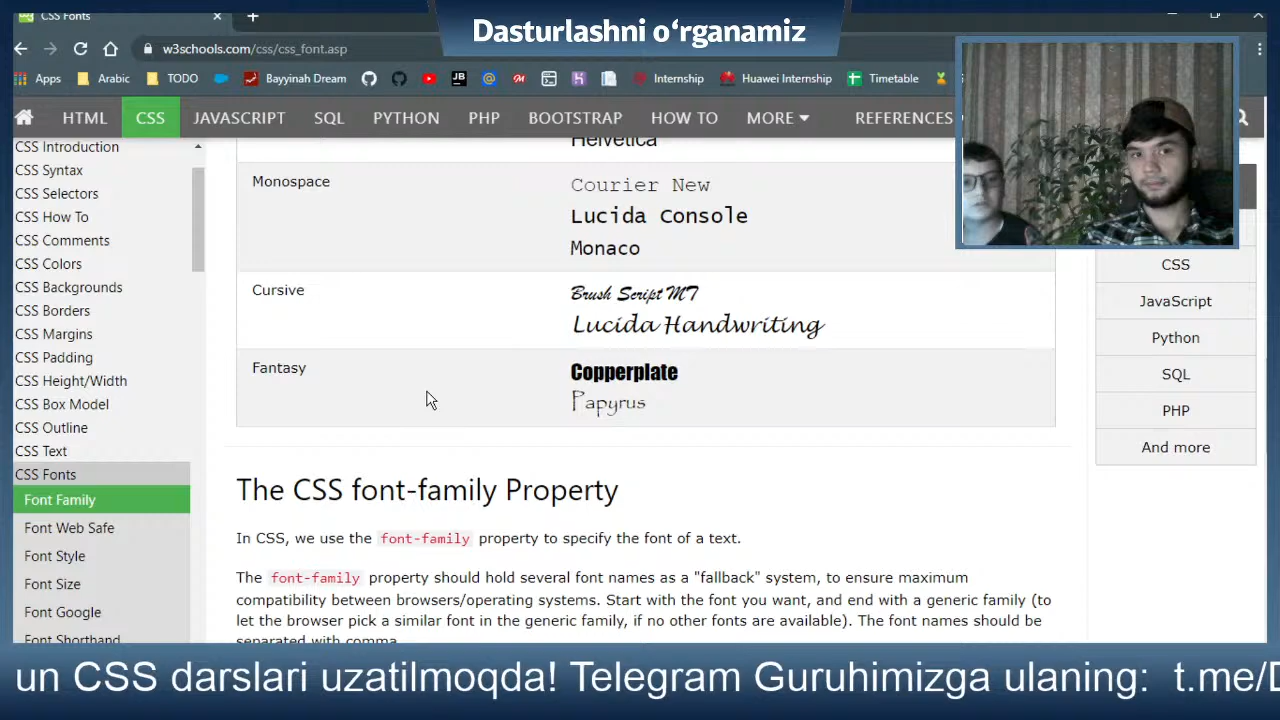 CSS Fonts
Dasturlashni o‘rganamiz
w3schools.com/css/css_font.asp
Apps Arabic TODO Bayyinah Dream Internship Huawei Internship Timetable
HTML CSS JAVASCRIPT SQL PYTHON PHP BOOTSTRAP HOW TO MORE REFERENCES
CSS Introduction
CSS Syntax
CSS Selectors
CSS How To
CSS Comments
CSS Colors
CSS Backgrounds
CSS Borders
CSS Margins
CSS Padding
CSS Height/Width
CSS Box Model
CSS Outline
CSS Text
CSS Fonts
Font Family
Font Web Safe
Font Style
Font Size
Font Google
Font Shorthand
Helvetica
Monospace
Courier New
Lucida Console
Monaco
Cursive
Brush Script MT
Lucida Handwriting
Fantasy
Copperplate
Papyrus
The CSS font-family Property
In CSS, we use the font-family property to specify the font of a text.
The font-family property should hold several font names as a "fallback" system, to ensure maximum
compatibility between browsers/operating systems. Start with the font you want, and end with a generic family (to
let the browser pick a similar font in the generic family, if no other fonts are available). The font names should be
separated with comma.
CSS
JavaScript
Python
SQL
PHP
And more
un CSS darslari uzatilmoqda! Telegram Guruhimizga ulaning: t.me/D